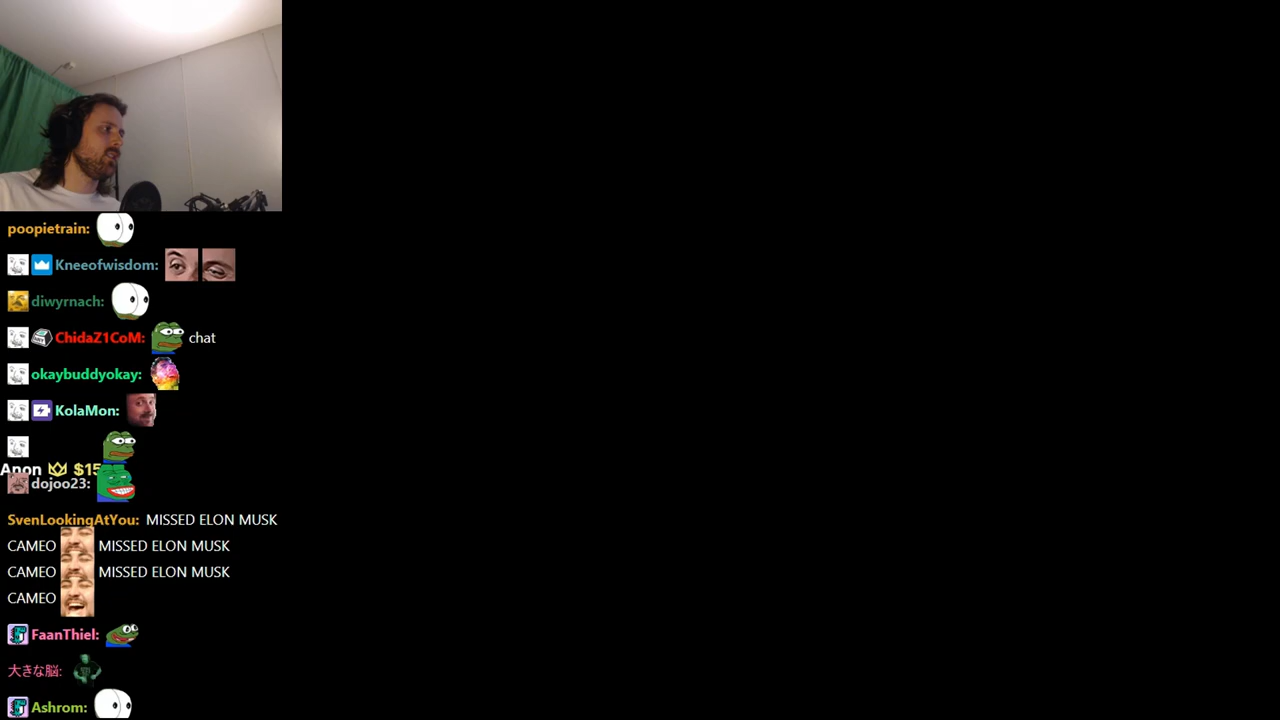 poopietrain:
Kneeofwisdom:
diwyrnach:
ChidaZ1CoM: chat
okaybuddyokay:
KolaMon:
Anon $15
dojoo23:
SvenLookingAtYou: MISSED ELON MUSK
CAMEO MISSED ELON MUSK
CAMEO MISSED ELON MUSK
CAMEO
FaanThiel:
大きな脳:
Ashrom: